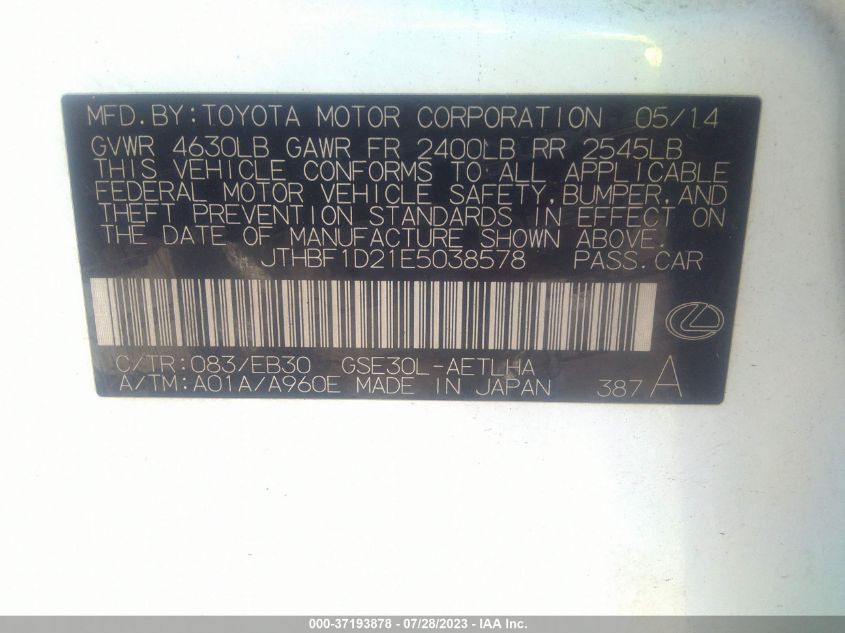 MFD.BY:TOYOTA MOTOR CORPORATION 05/14
GVWR 4630LB GAWR FR 2400LB RR 2545LB
THIS VEHICLE CONFORMS TO ALL APPLICABLE
FEDERAL MOTOR VEHICLE SAFETY,BUMPER,AND
THEFT PREVENTION STANDARDS IN EFFECT ON
THE DATE OF MANUFACTURE SHOWN ABOVE.
JTHBF1D21E5038578 PASS.CAR
C/TR:083/EB30 GSE30L-AETLHA
A/TM:A01A/A960E MADE IN JAPAN 387 A
000-37193878 - 07/28/2023 - IAA Inc.